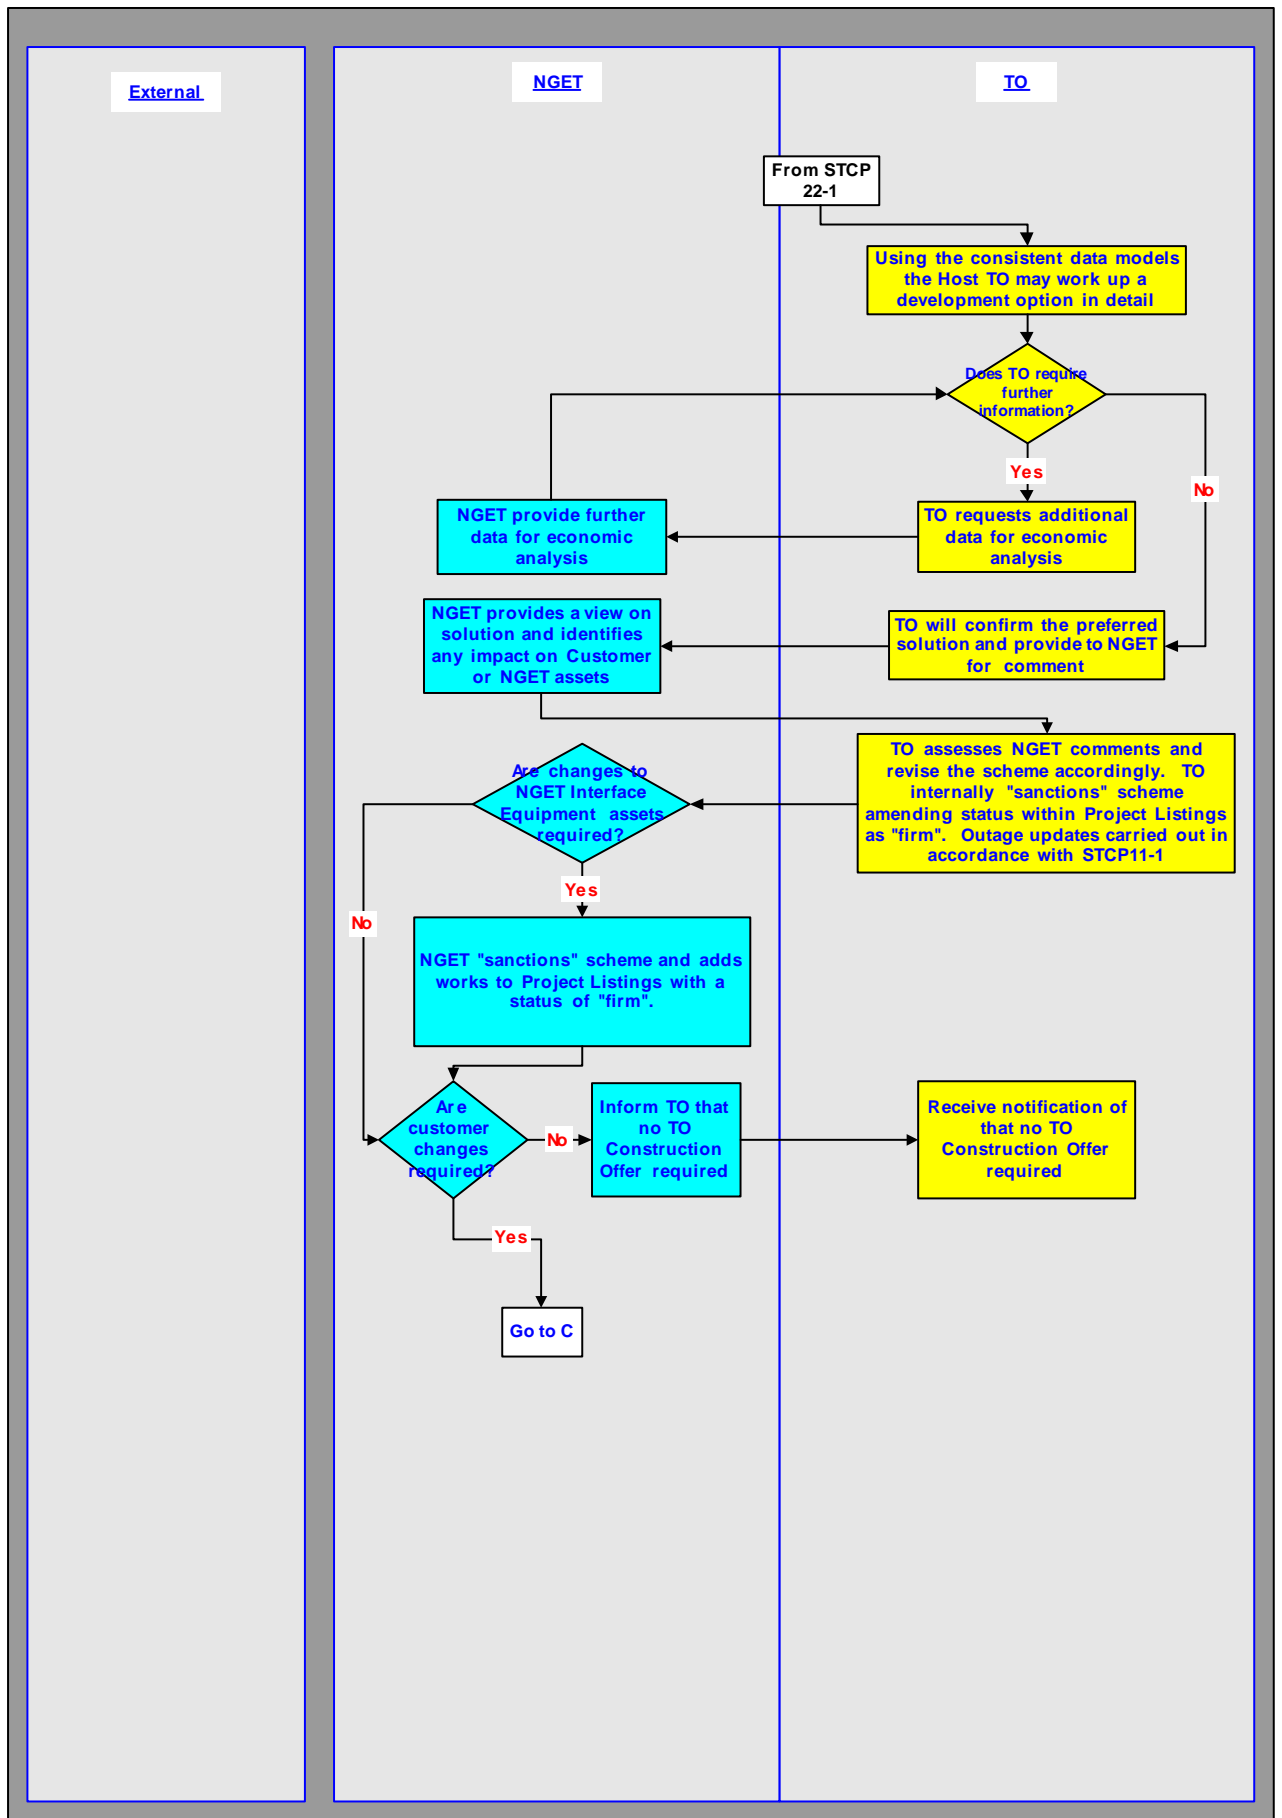 External
NGET
TO
From STCP
22-1
Using the consistent data models
the Host TO may work up a
development option in detail
Does TO require
further
information?
Yes
No
NGET provide further
data for economic
analysis
TO requests additional
data for economic
analysis
NGET provides a view on
solution and identifies
any impact on Customer
or NGET assets
TO will confirm the preferred
solution and provide to NGET
for comment
TO assesses NGET comments and
revise the scheme accordingly. TO
internally "sanctions" scheme
amending status within Project Listings
as "firm". Outage updates carried out in
accordance with STCP11-1
Are changes to
NGET Interface
Equipment assets
required?
Yes
No
NGET "sanctions" scheme and adds
works to Project Listings with a
status of "firm".
Are
customer
changes
required?
No
Inform TO that
no TO
Construction
Offer required
Receive notification of
that no TO
Construction Offer
required
Yes
Go to C